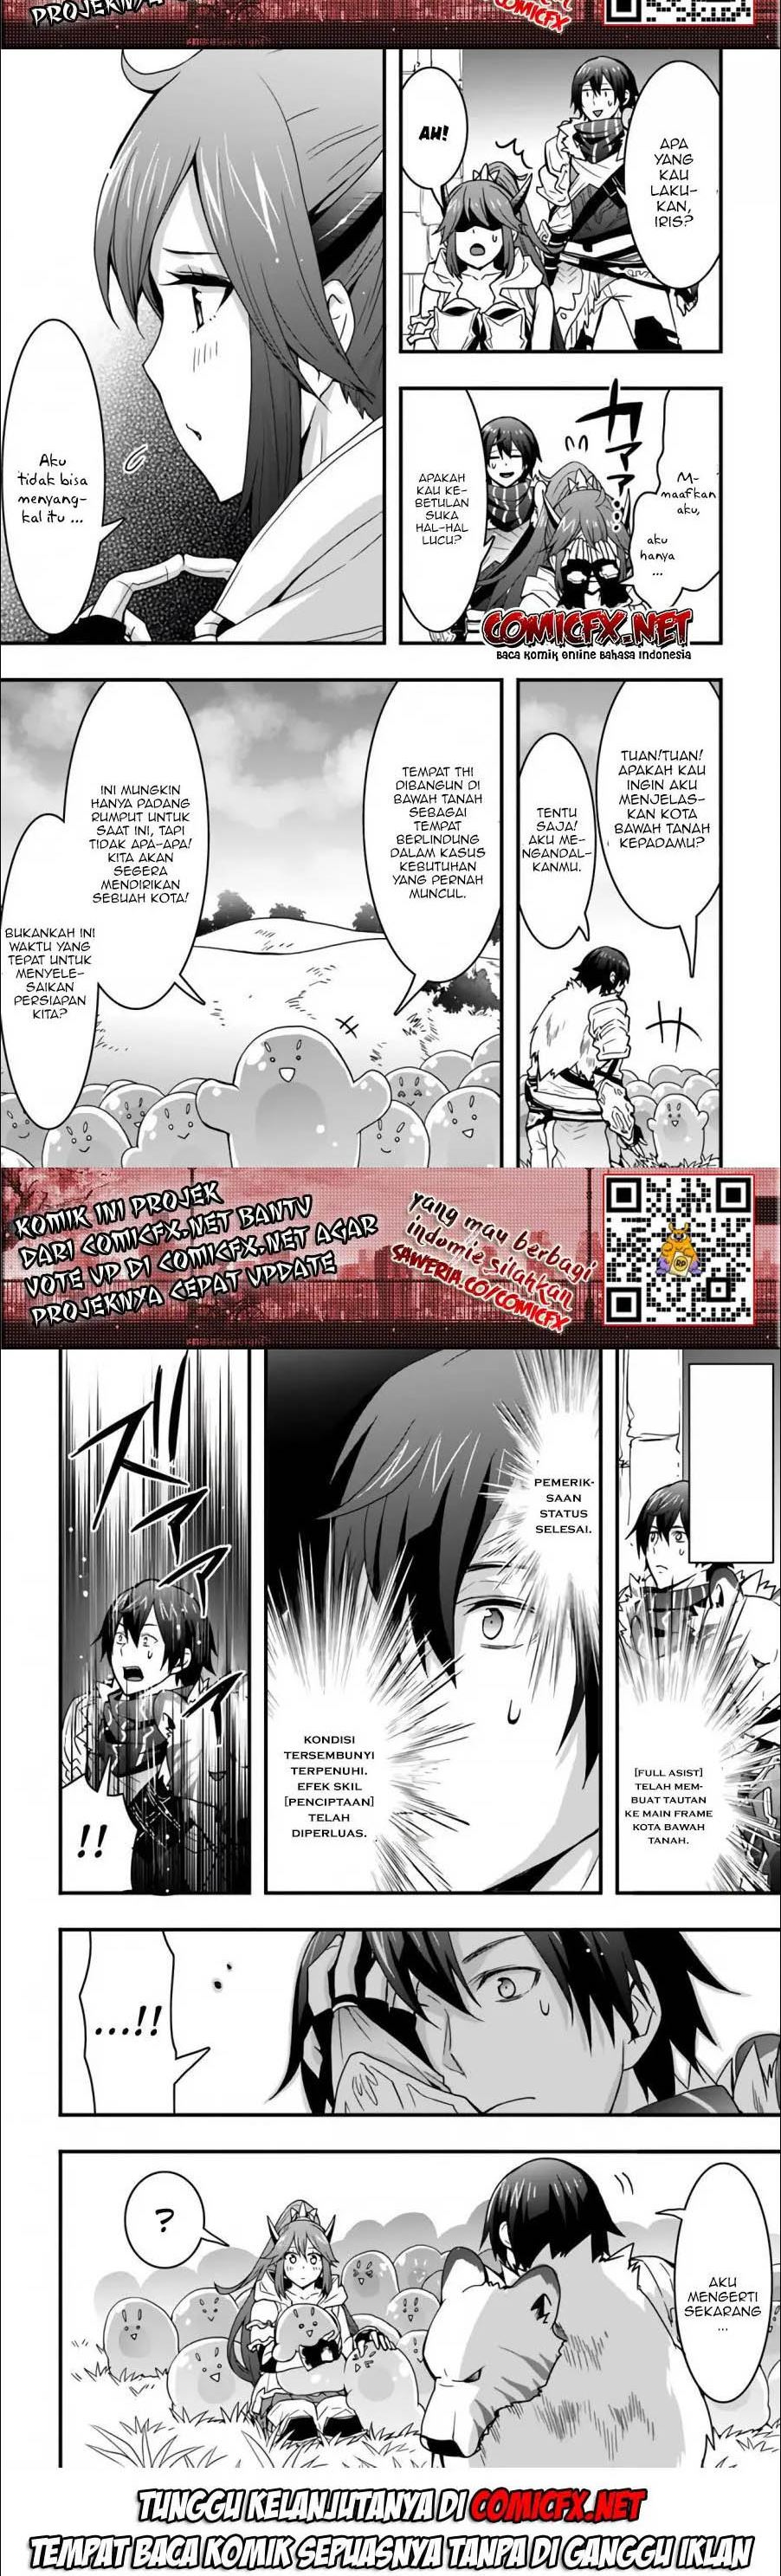 PROJEKNYA
COMICFX
APA
YANG
KAU
LAKU-
KAN,
IRIS?
AH!
M-
maafkan
aku,
aku
hanya
...
APAKAH
KAU KE-
BETULAN
SUKA
HAL-HAL
LUCU?
カアァァ…
Aku
tidak bisa
menyang-
kal itu ...
COMICFX.NET
Baca Komik Online Bahasa Indonesia
TUAN!TUAN!
APAKAH KAU
INGIN AKU
MENJELAS-
KAN KOTA
BAWAH TANAH
KEPADAMU?
TENTU
SAJA!
AKU ME-
NGANDAL-
KANMU.
TEMPAT THI
DIBANGUN DI
BAWAH TANAH
SEBAGAI
TEMPAT
BERLINDUNG
DALAM KASUS
KEBUTUHAN
YANG PERNAH
MUNCUL.
INI MUNGKIN
HANYA PADANG
RUMPUT UNTUK
SAAT INI, TAPI
TIDAK APA-APA!
KITA AKAN
SEGERA
MENDIRIKAN
SEBUAH KOTA!
BUKANKAH INI
WAKTU YANG
TEPAT UNTUK
MENYELE-
SAIKAN
PERSIAPAN
KITA?
KOMIK INI PROJEK
DARI COMICFX.NET BANTU
VOTE UP DI COMICFX.NET AGAR
PROJEKNYA CEPAT UPDATE
yang mau berbagi
indomie silahkan
SAWERIA.CO/COMICFX
RP
[FULL ASIST]
TELAH MEM-
BUAT TAUTAN
KE MAIN FRAME
KOTA BAWAH
TANAH.
PEMERIK-
SAAN
STATUS
SELESAI.
KONDISI
TERSEMBUNYI
TERPENUHI.
EFEK SKIL
[PENCIPTAAN]
TELAH
DIPERLUAS.
!!
...!!
AKU
MENGERTI
SEKARANG
...
?
TUNGGU KELANJUTANYA DI COMICFX.NET
TEMPAT BACA KOMIK SEPUASNYA TANPA DI GANGGU IKLAN